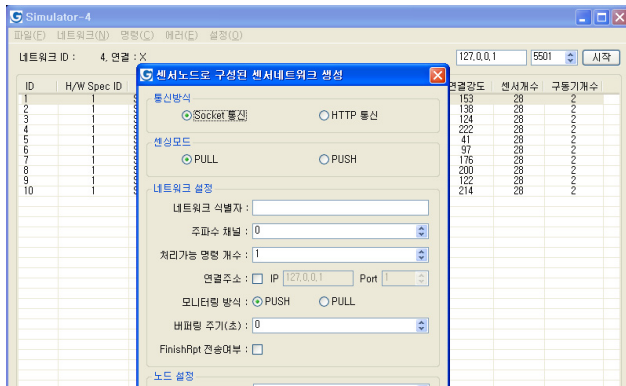 Simulator-4
파일(F) 네트워크(N) 명령(C) 에러(E) 설정(O)
네트워크 ID : 4, 연결 : X 127,0,0,1 5501 시작
센서노드로 구성된 센서네트워크 생성
ID H/W Spec ID 연결강도 센서개수 구동기개수
1 1 153 28 2
2 1 138 28 2
3 1 124 28 2
4 1 222 28 2
5 1 41 28 2
6 1 97 28 2
7 1 176 28 2
8 1 200 28 2
9 1 122 28 2
10 1 214 28 2
통신방식
Socket 통신 HTTP 통신
센싱모드
PULL PUSH
네트워크 설정
네트워크 식별자 :
주파수 채널 : 0
처리가능 명령 개수 : 1
연결주소 : IP 127,0,0,1 Port 1
모니터링 방식 : PUSH PULL
버퍼링 주기(초) : 0
FinishRpt 전송여부 :
노드 설정